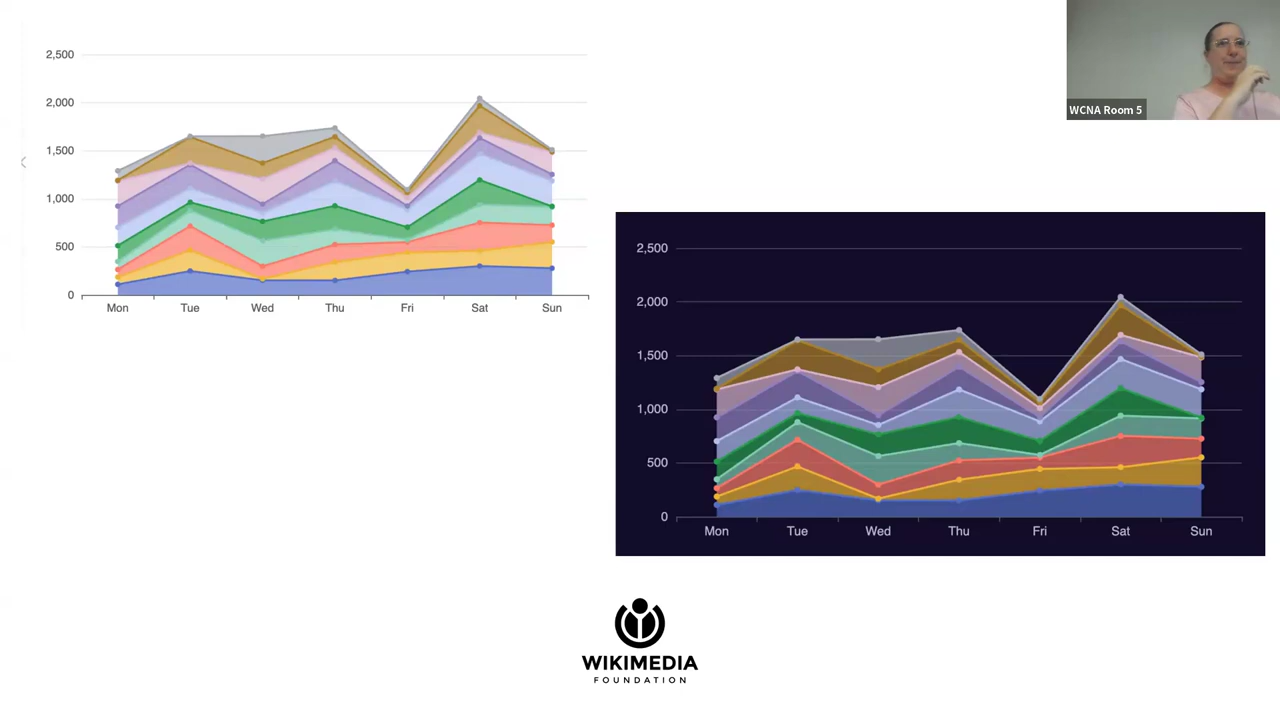 2,500
2,000
1,500
1,000
500
0
Mon Tue Wed Thu Fri Sat Sun
WCNA Room 5
2,500
2,000
1,500
1,000
500
0
Mon Tue Wed Thu Fri Sat Sun
WIKIMEDIA
FOUNDATION